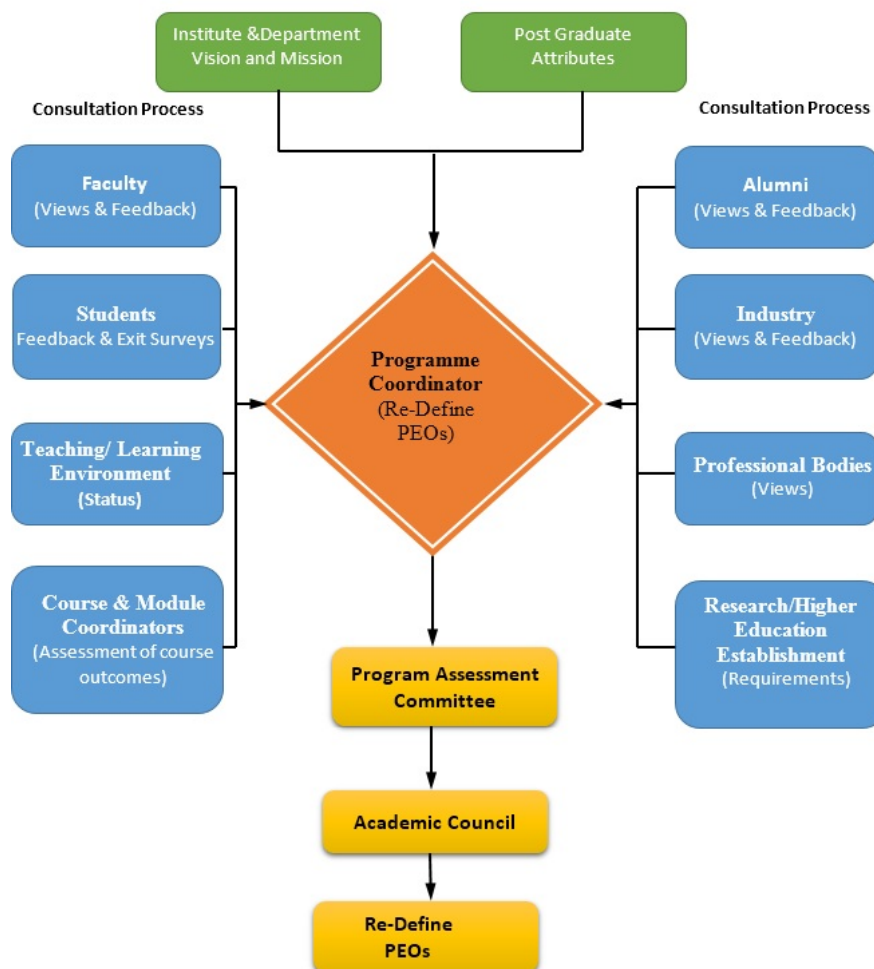 Institute &Department
Vision and Mission
Post Graduate
Attributes
Consultation Process
Consultation Process
Faculty
(Views & Feedback)
Students
Feedback & Exit Surveys
Teaching/ Learning
Environment
(Status)
Course & Module
Coordinators
(Assessment of course
outcomes)
Programme
Coordinator
(Re-Define
PEOs)
Alumni
(Views & Feedback)
Industry
(Views & Feedback)
Professional Bodies
(Views)
Research/Higher
Education
Establishment
(Requirements)
Program Assessment
Committee
Academic Council
Re-Define
PEOs